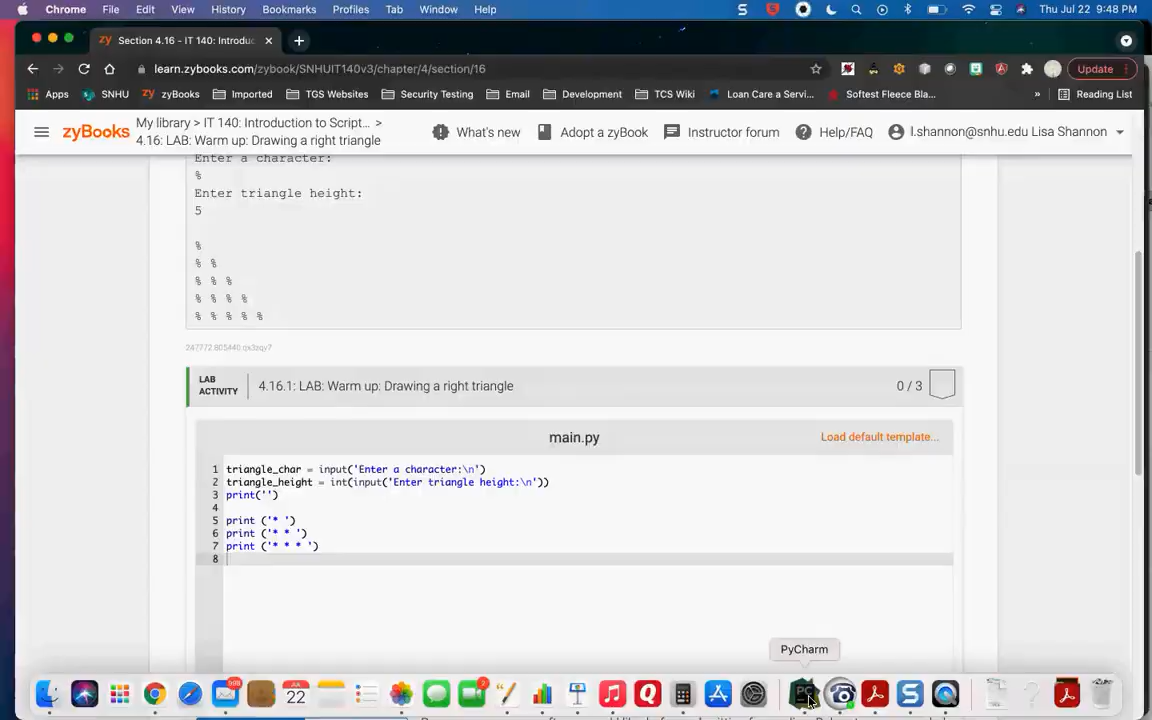 Chrome File Edit View History Bookmarks Profiles Tab Window Help Thu Jul 22 9:48 PM
zy Section 4.16 - IT 140: Introduc
learn.zybooks.com/zybook/SNHUIT140v3/chapter/4/section/16 Update
Apps SNHU zy zyBooks Imported TGS Websites Security Testing Email Development TCS Wiki Loan Care a Servi... Softest Fleece Bla... » Reading List
zyBooks My library > IT 140: Introduction to Script... >
4.16: LAB: Warm up: Drawing a right triangle
What's new Adopt a zyBook Instructor forum Help/FAQ l.shannon@snhu.edu Lisa Shannon
Enter a character:
%
Enter triangle height:
5
%
% %
% % %
% % % %
% % % % %
LAB
ACTIVITY
4.16.1: LAB: Warm up: Drawing a right triangle 0 / 3
main.py Load default template...
1 triangle_char = input('Enter a character:\n')
2 triangle_height = int(input('Enter triangle height:\n'))
3 print('')
4
5 print ('* ')
6 print ('* * ')
7 print ('* * * ')
8
PyCharm
JUL
22
2
PC